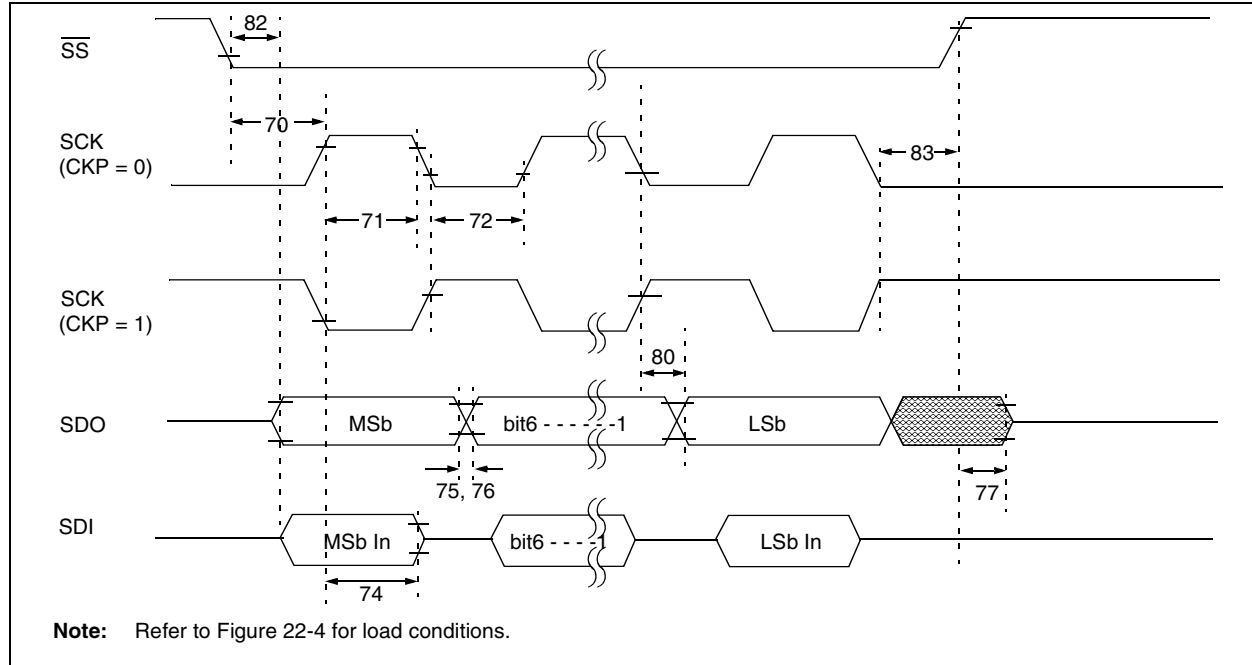 82
SS
70
SCK
(CKP = 0)
83
71
72
SCK
(CKP = 1)
80
SDO
MSb
bit6 - - - - - - -1
LSb
75, 76
77
SDI
MSb In
bit6 - - - - -1
LSb In
74
Note: Refer to Figure 22-4 for load conditions.